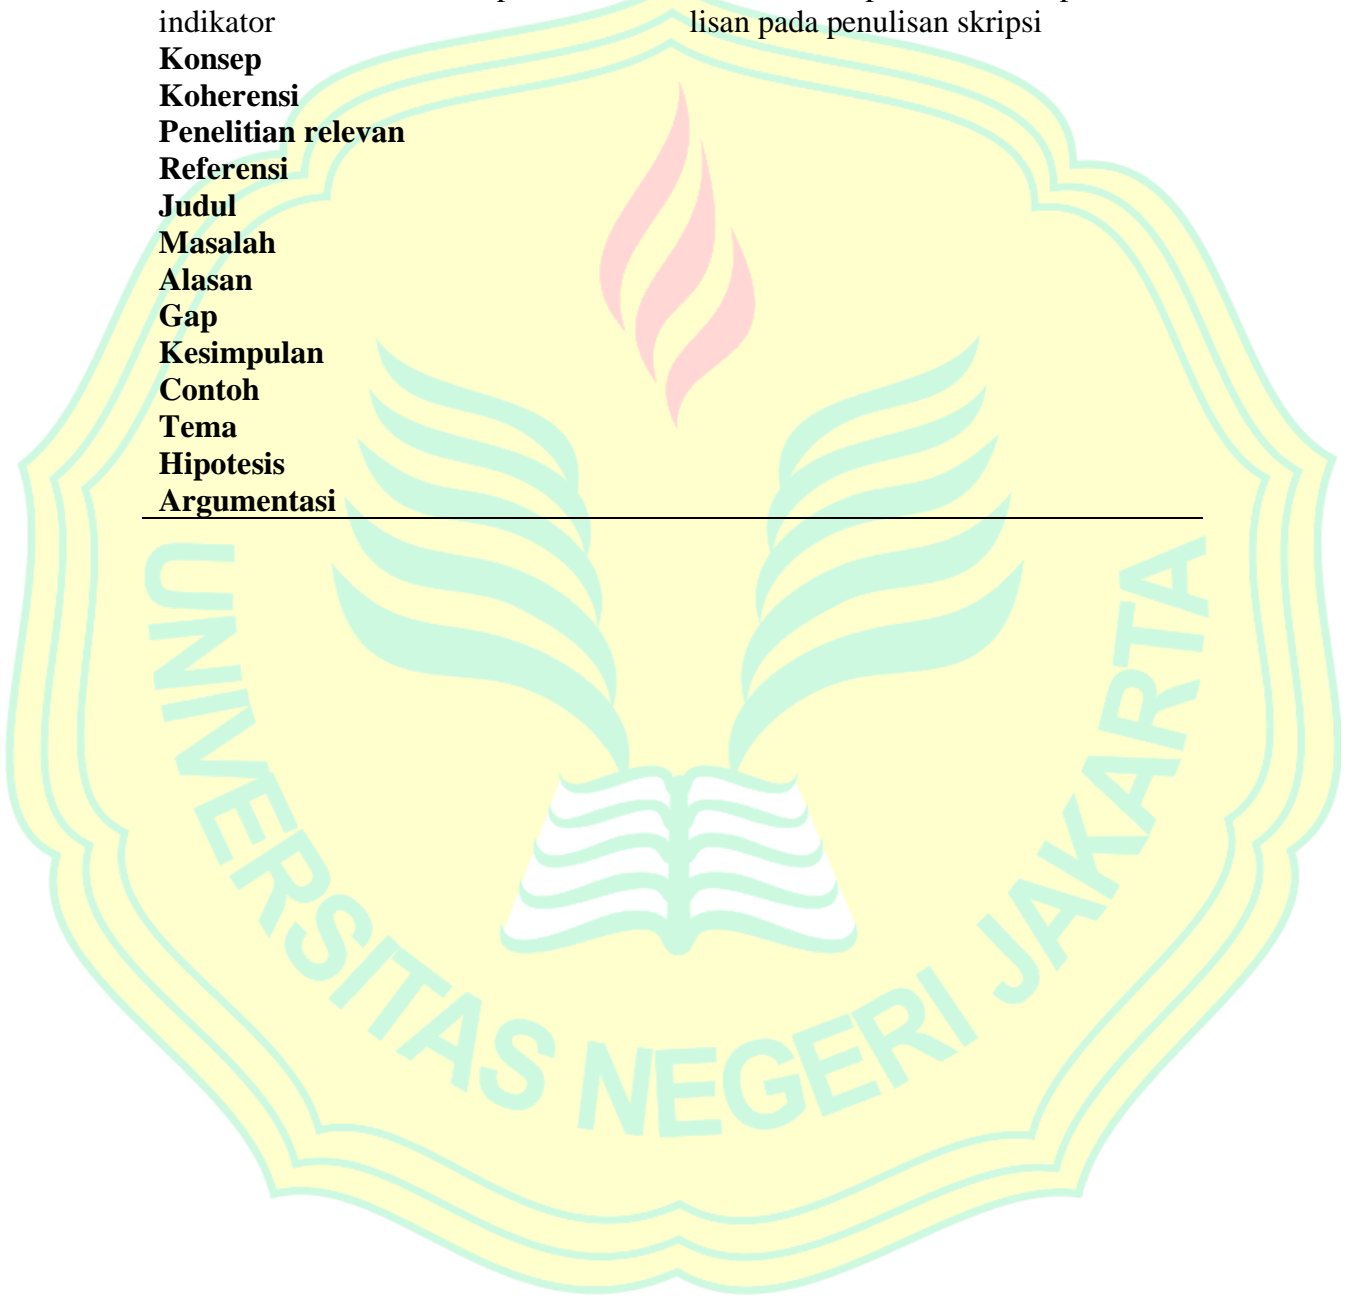 indikator lisan pada penulisan skripsi
Konsep
Koherensi
Penelitian relevan
Referensi
Judul
Masalah
Alasan
Gap
Kesimpulan
Contoh
Tema
Hipotesis
Argumentasi
UNIVERSITAS NEGERI JAKARTA